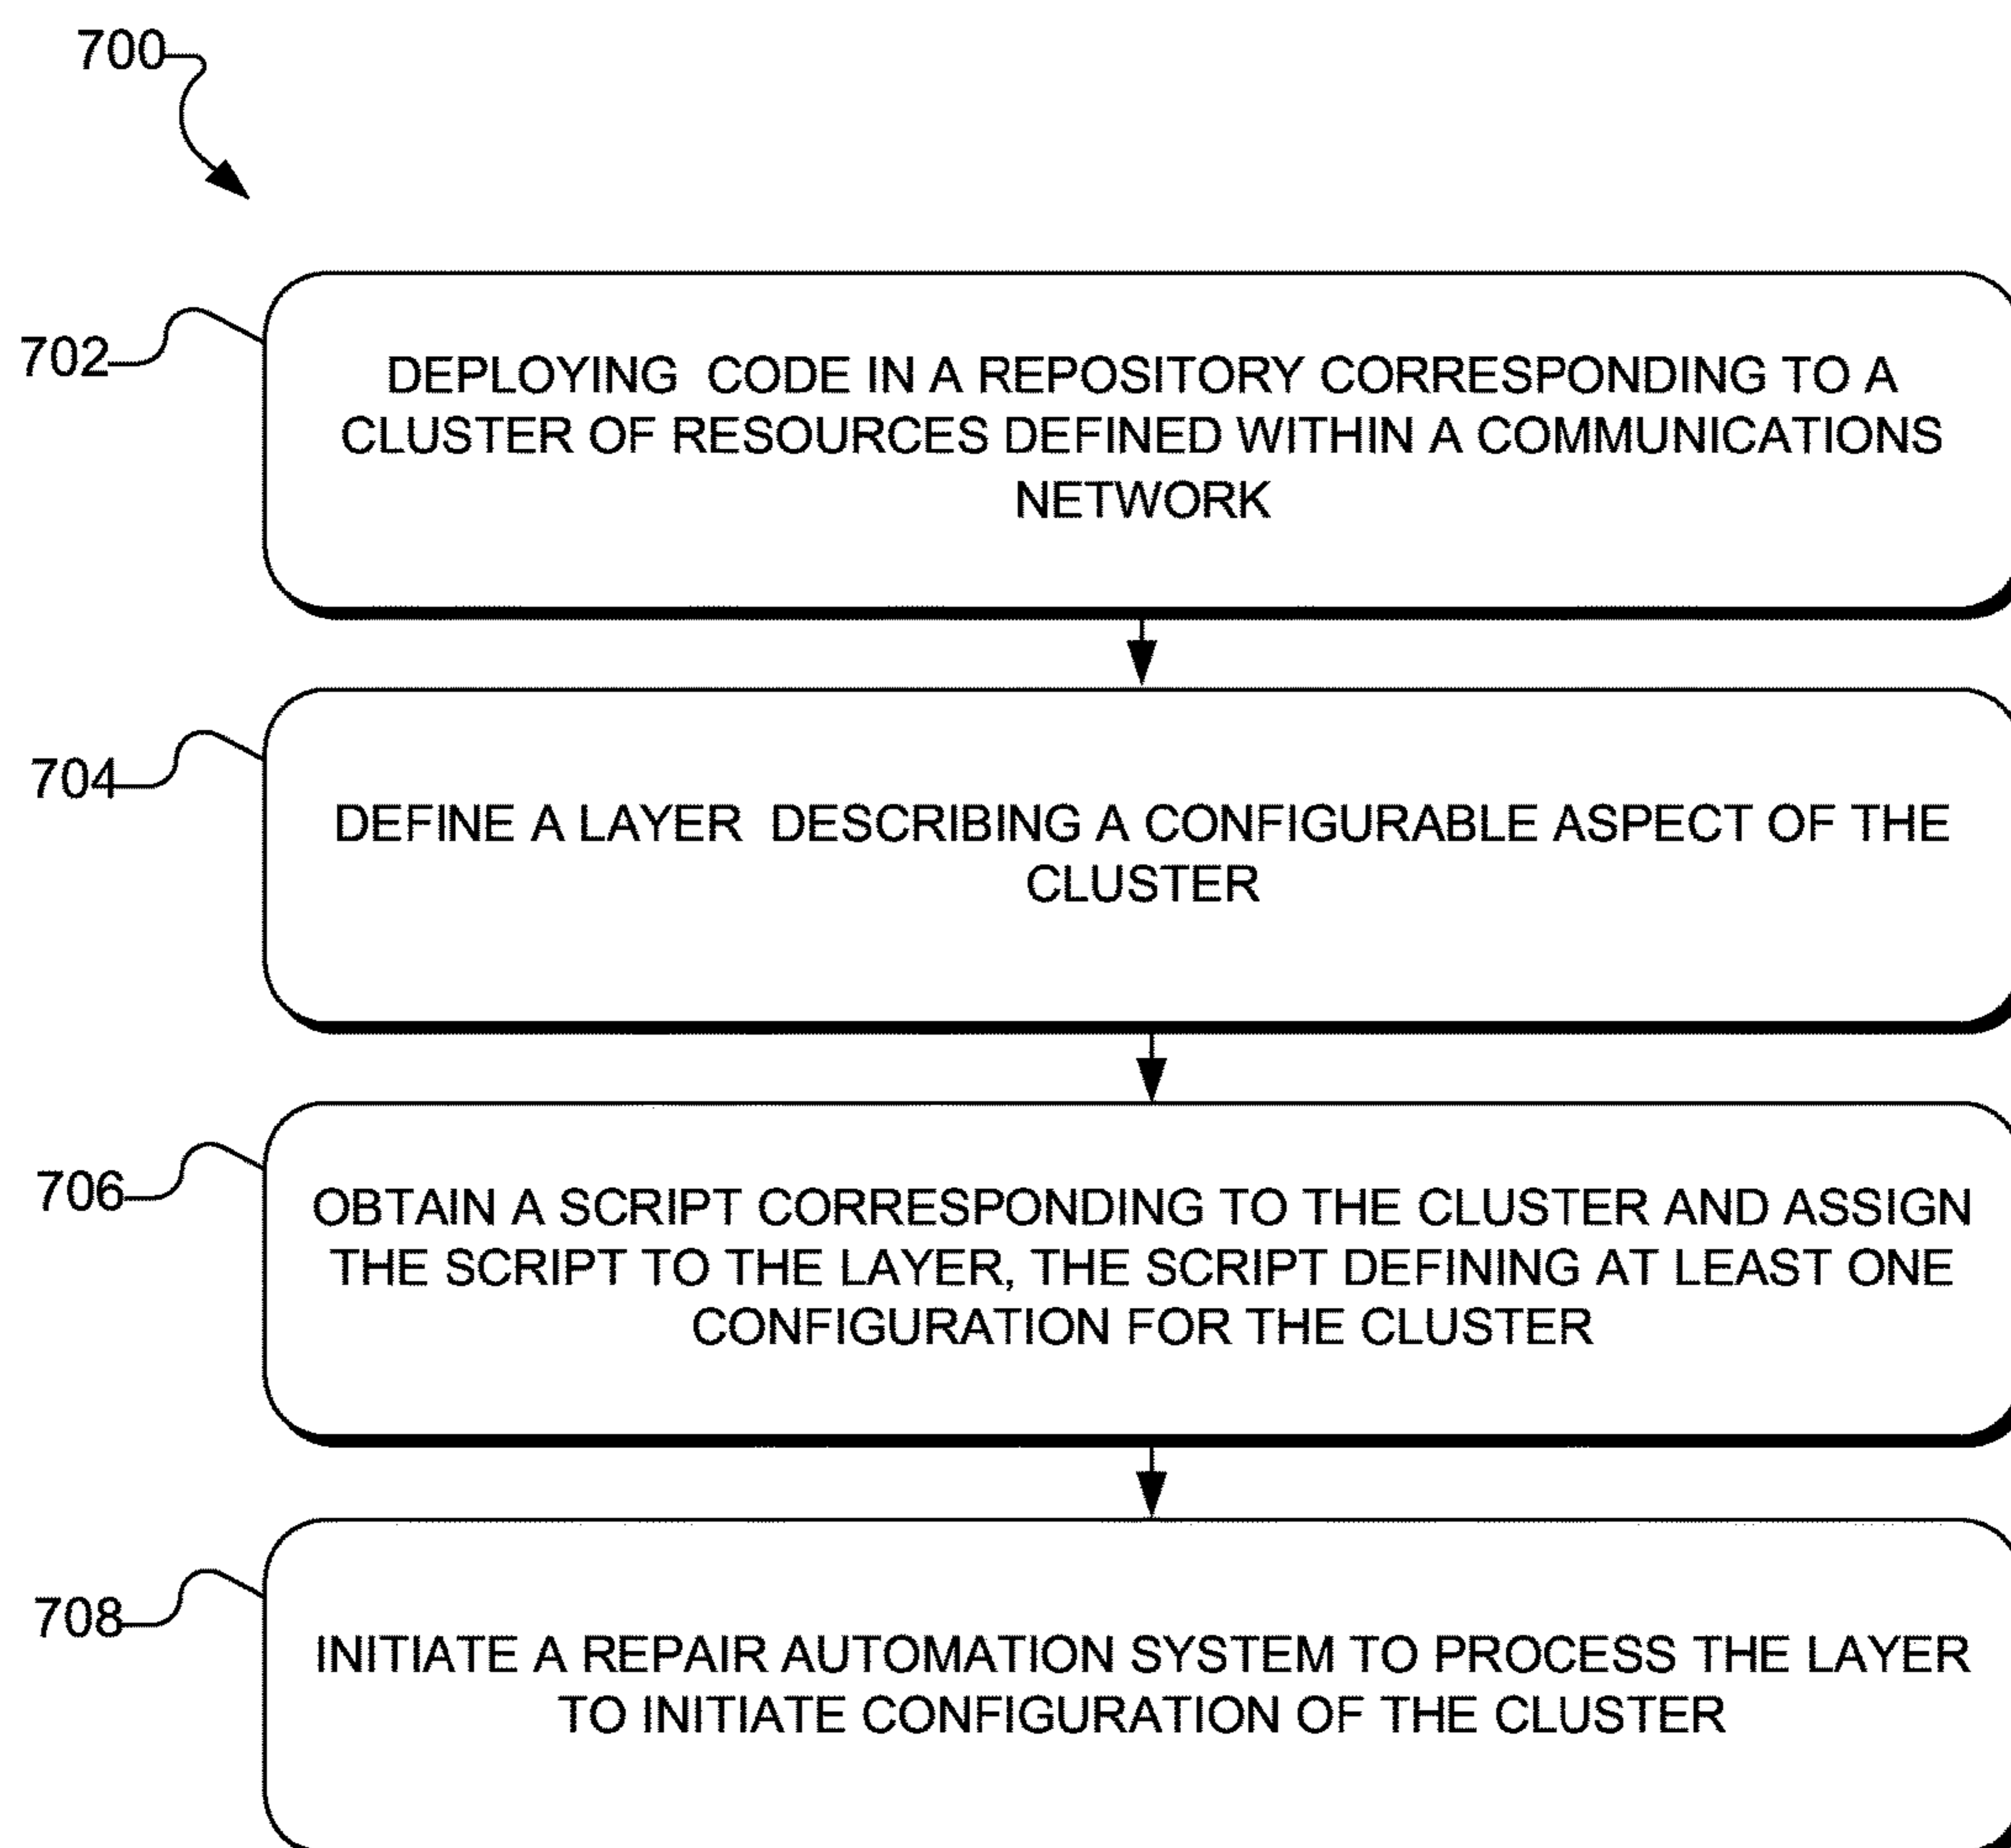 700
702
DEPLOYING CODE IN A REPOSITORY CORRESPONDING TO A
CLUSTER OF RESOURCES DEFINED WITHIN A COMMUNICATIONS
NETWORK
704
DEFINE A LAYER DESCRIBING A CONFIGURABLE ASPECT OF THE
CLUSTER
706
OBTAIN A SCRIPT CORRESPONDING TO THE CLUSTER AND ASSIGN
THE SCRIPT TO THE LAYER, THE SCRIPT DEFINING AT LEAST ONE
CONFIGURATION FOR THE CLUSTER
708
INITIATE A REPAIR AUTOMATION SYSTEM TO PROCESS THE LAYER
TO INITIATE CONFIGURATION OF THE CLUSTER